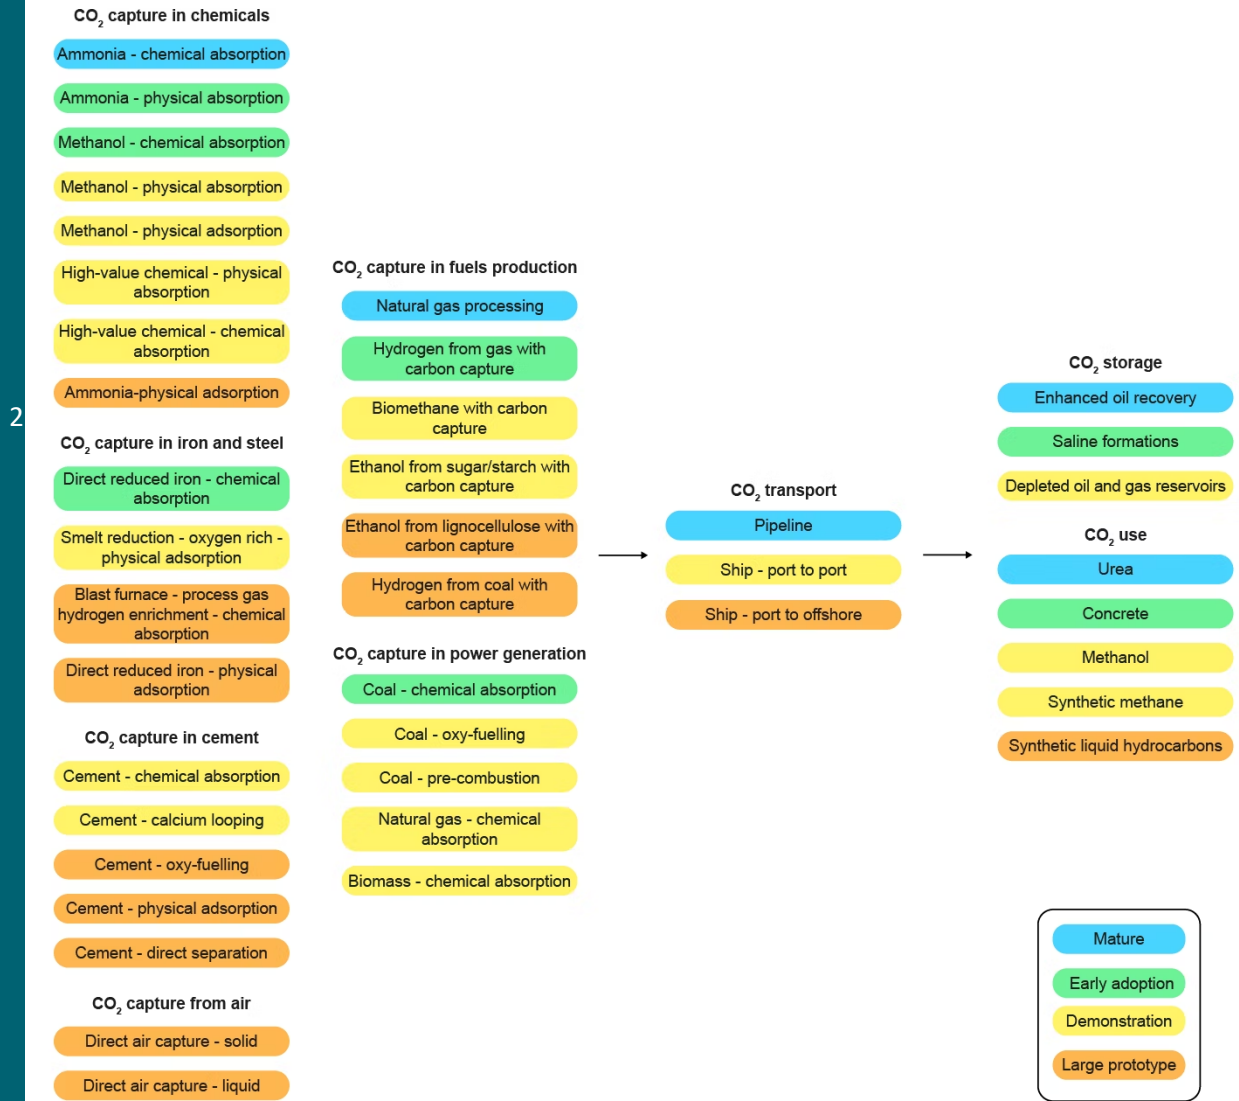 CO2 capture in chemicals
Ammonia - chemical absorption
Ammonia - physical absorption
Methanol - chemical absorption
Methanol - physical absorption
Methanol - physical adsorption
High-value chemical - physical
absorption
High-value chemical - chemical
absorption
Ammonia-physical adsorption
2
CO2 capture in iron and steel
Direct reduced iron - chemical
absorption
Smelt reduction - oxygen rich -
physical adsorption
Blast furnace - process gas
hydrogen enrichment - chemical
absorption
Direct reduced iron - physical
adsorption
CO2 capture in cement
Cement - chemical absorption
Cement - calcium looping
Cement - oxy-fuelling
Cement - physical adsorption
Cement - direct separation
CO2 capture from air
Direct air capture - solid
Direct air capture - liquid
CO2 capture in fuels production
Natural gas processing
Hydrogen from gas with
carbon capture
Biomethane with carbon
capture
Ethanol from sugar/starch with
carbon capture
Ethanol from lignocellulose with
carbon capture
Hydrogen from coal with
carbon capture
CO2 capture in power generation
Coal - chemical absorption
Coal - oxy-fuelling
Coal - pre-combustion
Natural gas - chemical
absorption
Biomass - chemical absorption
CO2 transport
Pipeline
Ship - port to port
Ship - port to offshore
CO2 storage
Enhanced oil recovery
Saline formations
Depleted oil and gas reservoirs
CO2 use
Urea
Concrete
Methanol
Synthetic methane
Synthetic liquid hydrocarbons
Mature
Early adoption
Demonstration
Large prototype